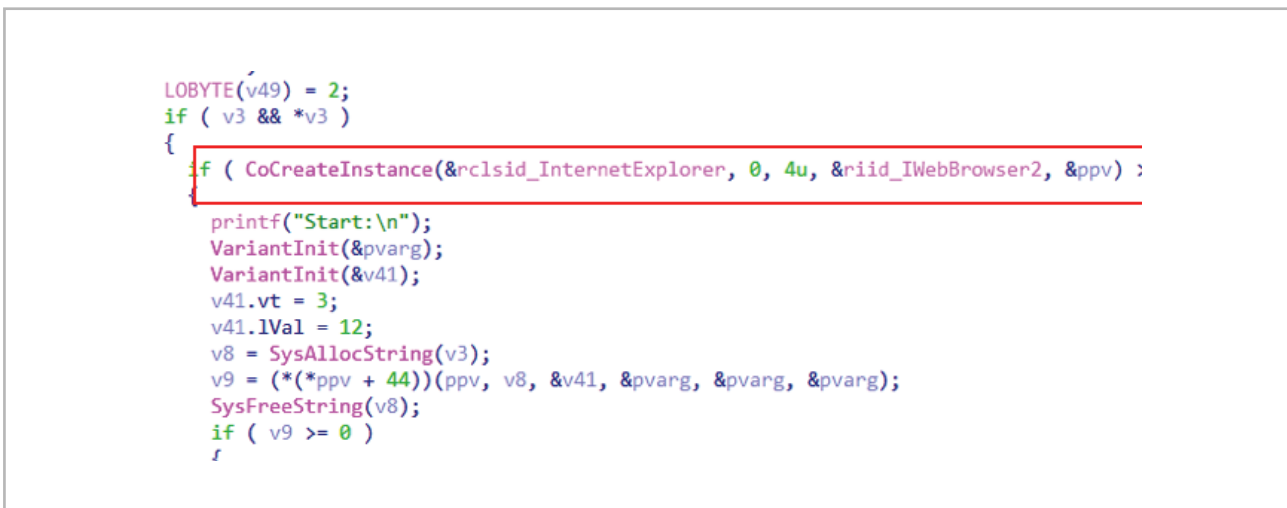 LOBYTE(v49) = 2;
if ( v3 && *v3 )
{
if ( CoCreateInstance(&rclsid_InternetExplorer, 0, 4u, &riid_IWebBrowser2, &ppv) >
{
printf("Start:\n");
VariantInit(&pvarg);
VariantInit(&v41);
v41.vt = 3;
v41.lVal = 12;
v8 = SysAllocString(v3);
v9 = (*(*ppv + 44))(ppv, v8, &v41, &pvarg, &pvarg, &pvarg);
SysFreeString(v8);
if ( v9 >= 0 )
{